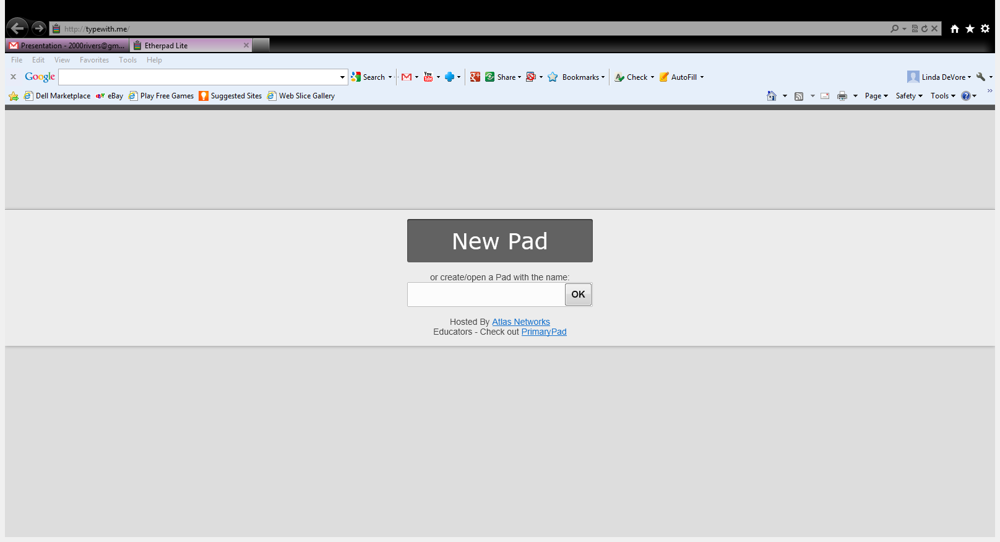 http://typewith.me/
Presentation - 2000rivers@gm... Etherpad Lite
File Edit View Favorites Tools Help
x Google Search Share Bookmarks Check AutoFill Linda DeVore
Dell Marketplace eBay Play Free Games Suggested Sites Web Slice Gallery Page Safety Tools
New Pad
or create/open a Pad with the name:
OK
Hosted By Atlas Networks
Educators - Check out PrimaryPad